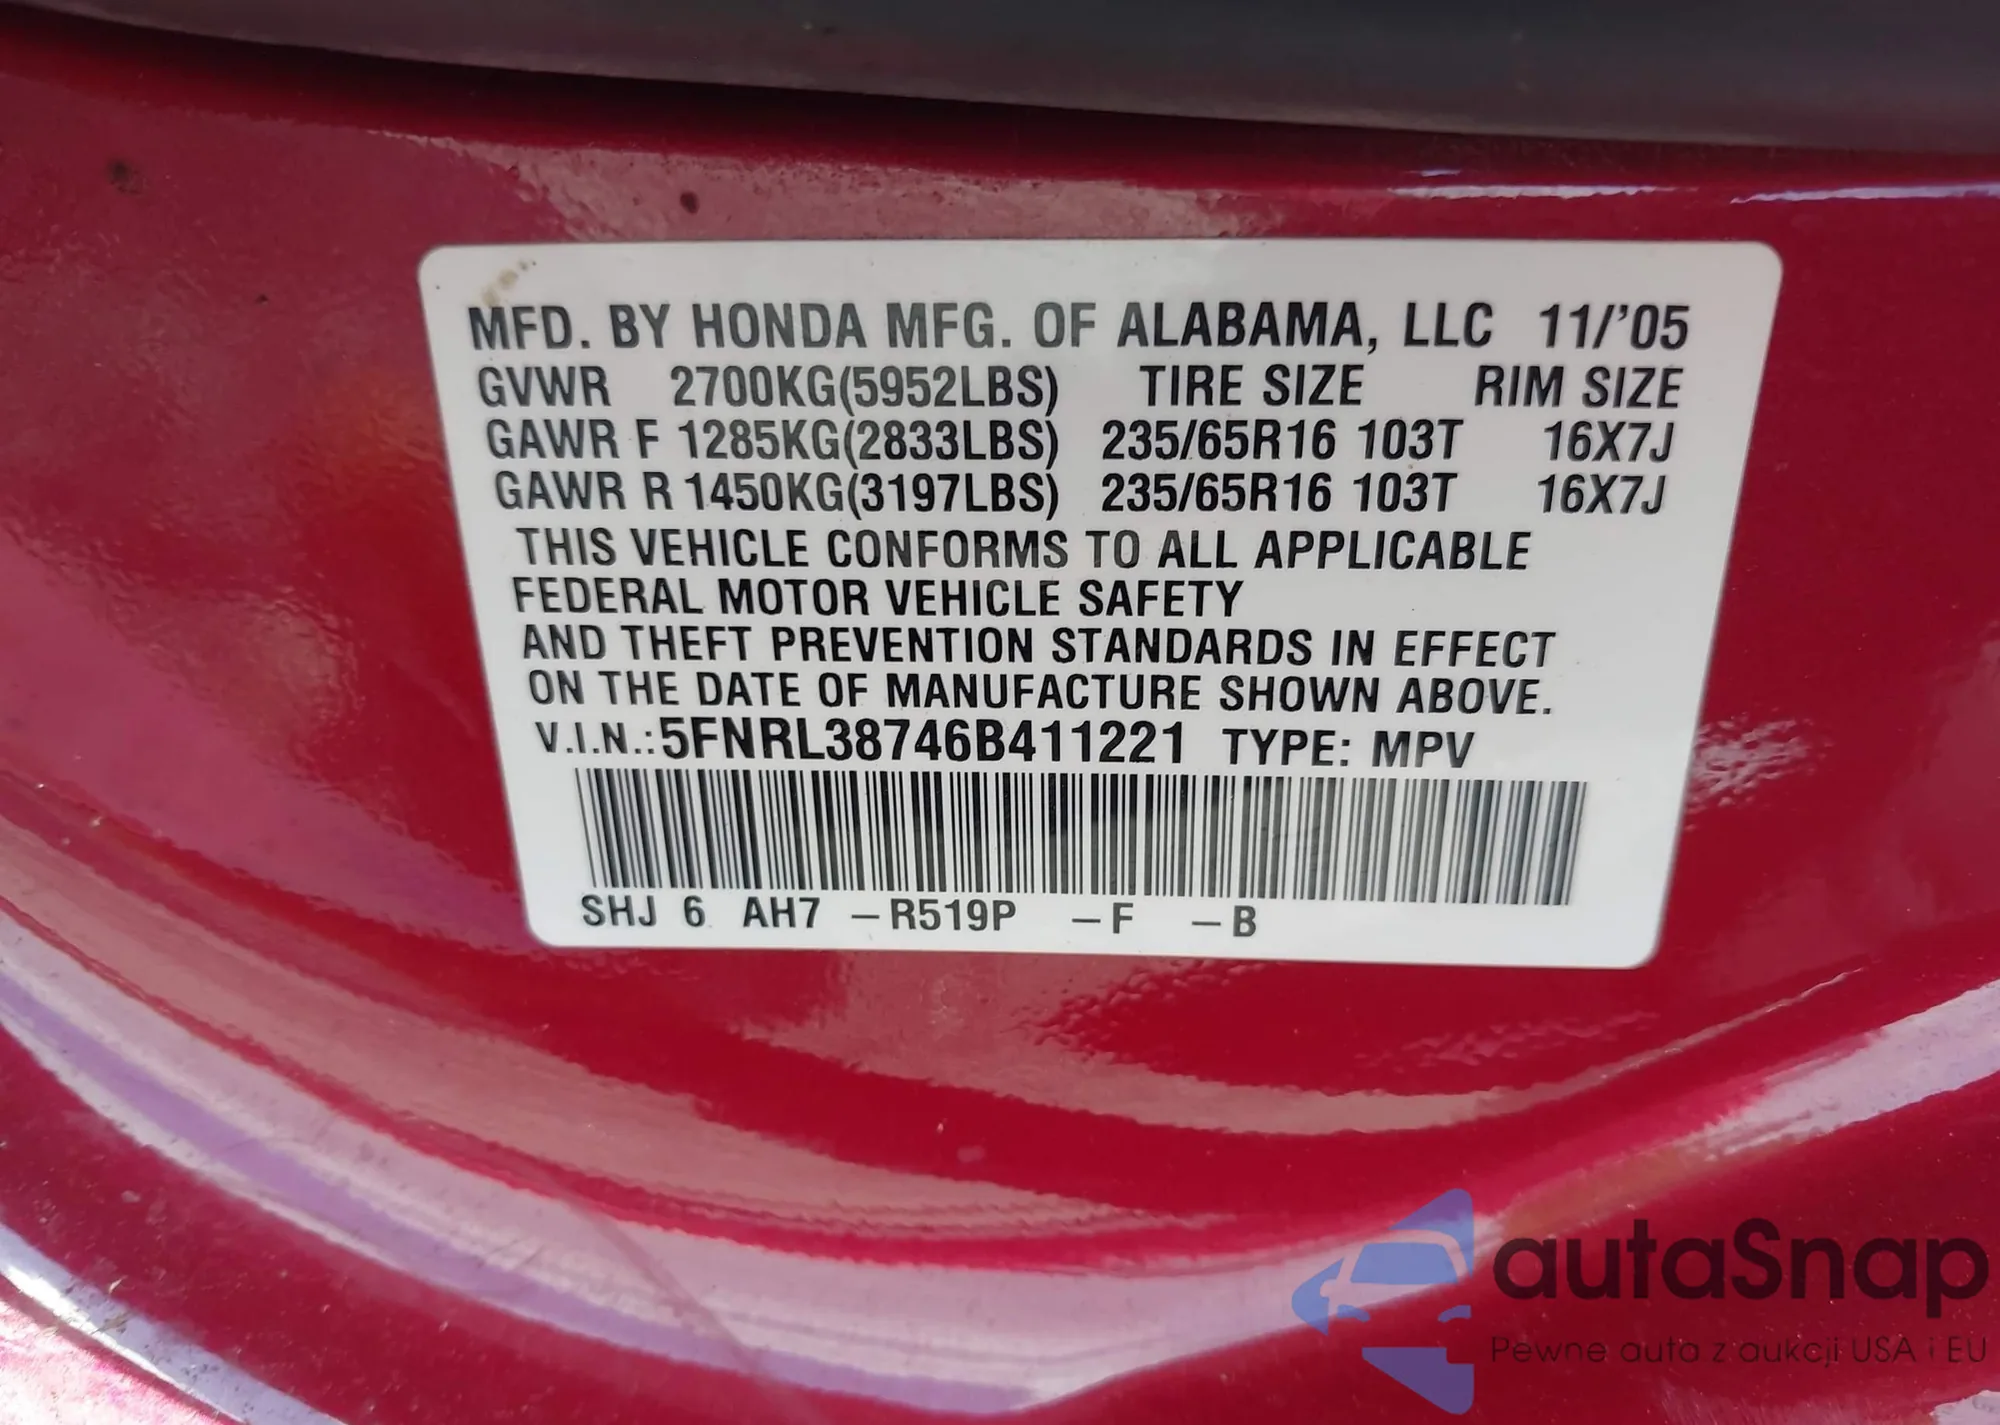 MFD. BY HONDA MFG. OF ALABAMA, LLC 11/'05
GVWR 2700KG(5952LBS) TIRE SIZE RIM SIZE
GAWR F 1285KG(2833LBS) 235/65R16 103T 16X7J
GAWR R 1450KG(3197LBS) 235/65R16 103T 16X7J
THIS VEHICLE CONFORMS TO ALL APPLICABLE
FEDERAL MOTOR VEHICLE SAFETY
AND THEFT PREVENTION STANDARDS IN EFFECT
ON THE DATE OF MANUFACTURE SHOWN ABOVE.
V.I.N.:5FNRL38746B411221 TYPE: MPV
SHJ 6 AH7 –R519P –F –B
autaSnap
Pewne auta z aukcji USA i EU